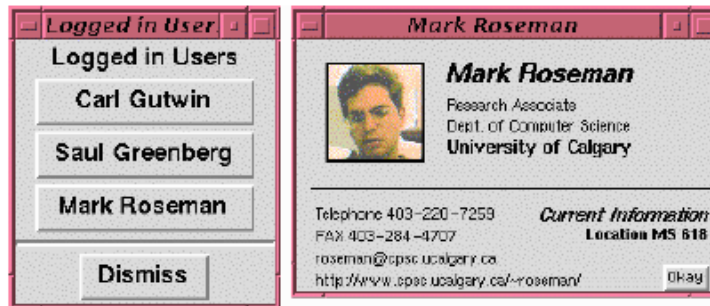 Logged in User
Logged in Users
Carl Gutwin
Saul Greenberg
Mark Roseman
Dismiss
Mark Roseman
Mark Roseman
Research Associate
Dept. of Computer Science
University of Calgary
Telephone 403-220-7259
FAX 403-284-4707
roseman@cpsc.ucalgary.ca
http://www.cpsc.ucalgary.ca/~roseman/
Current Information
Location MS 618
Okay